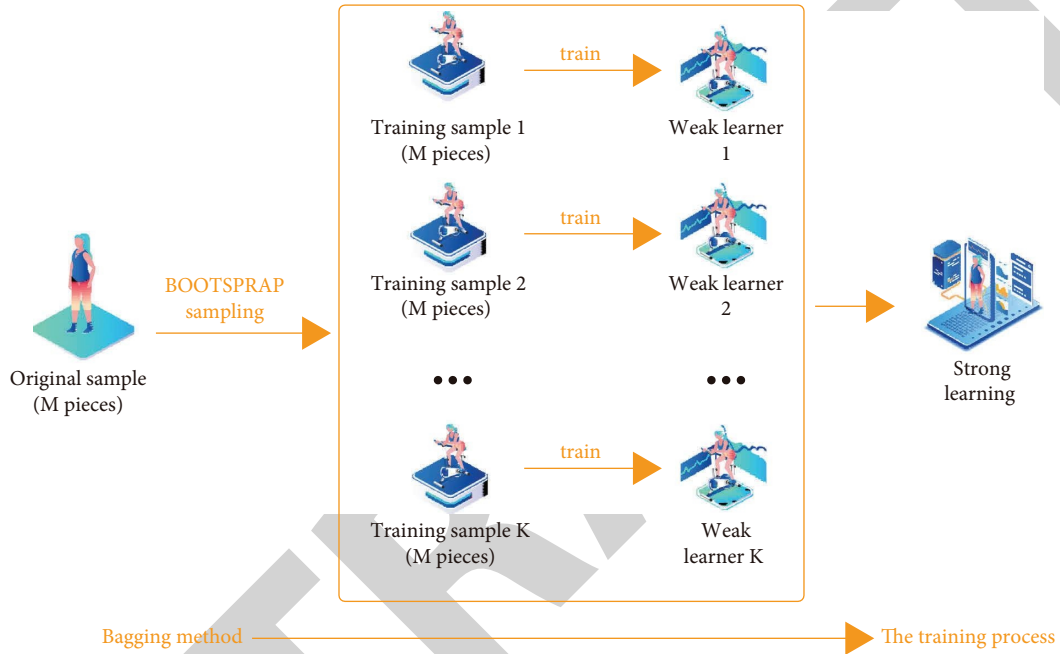 train
Training sample 1
(M pieces)
Weak learner
1
train
Training sample 2
(M pieces)
Weak learner
2
BOOTSPRAP
sampling
Original sample
(M pieces)
Strong
learning
train
Training sample K
(M pieces)
Weak
learner K
Bagging method
The training process